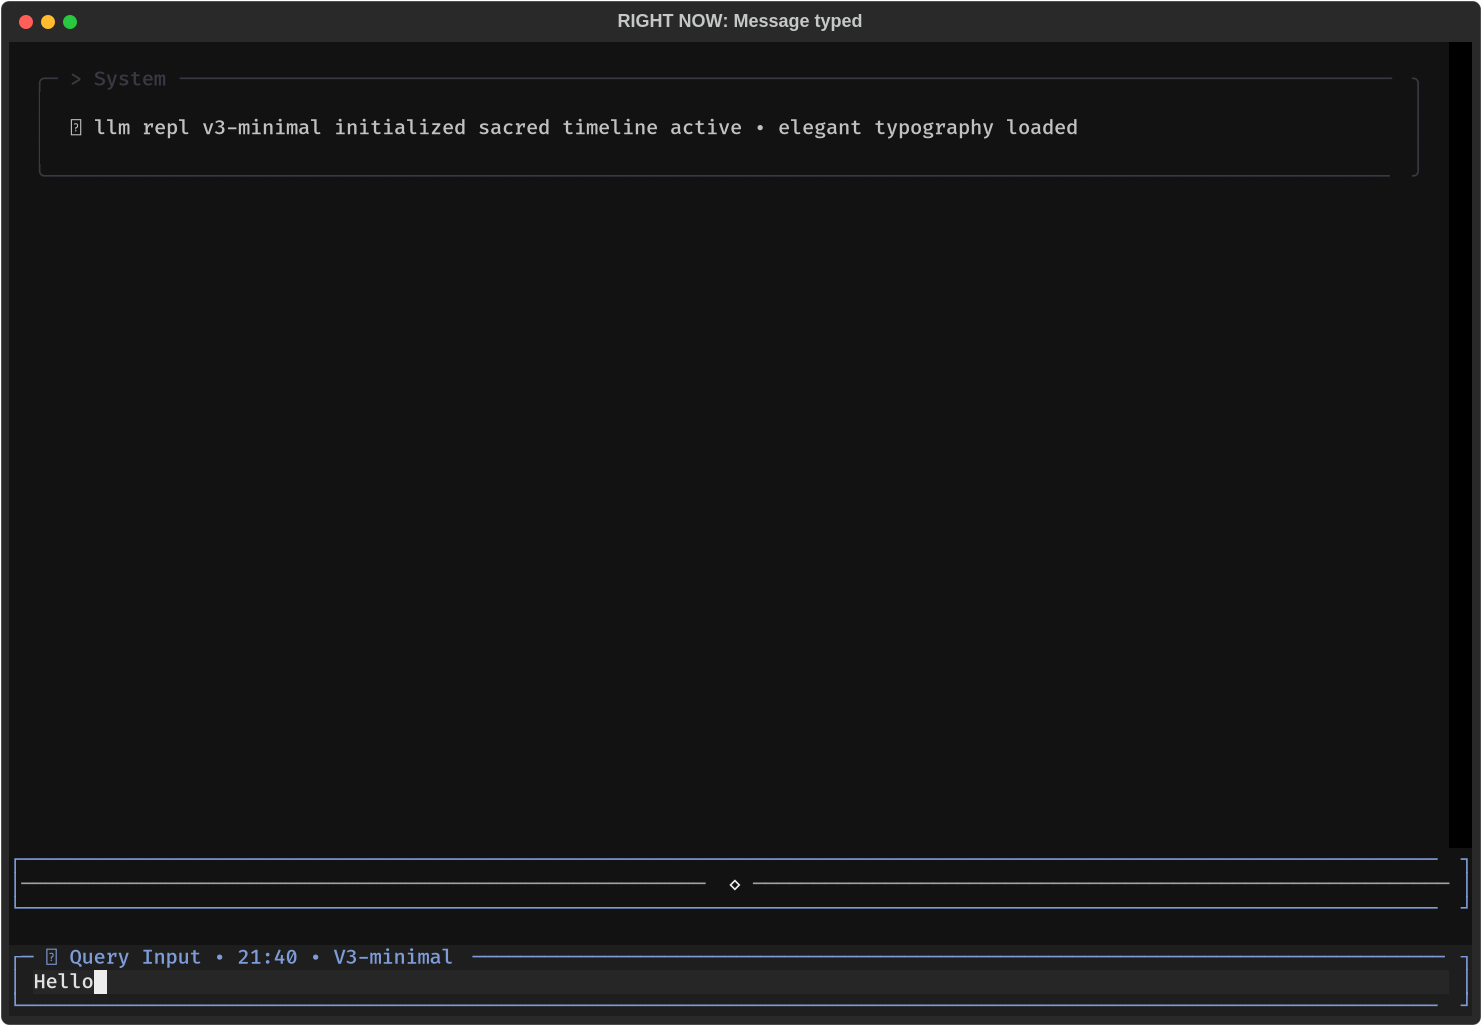 RIGHT NOW: Message typed
> System
llm repl v3-minimal initialized sacred timeline active • elegant typography loaded
Query Input • 21:40 • V3-minimal
Hello